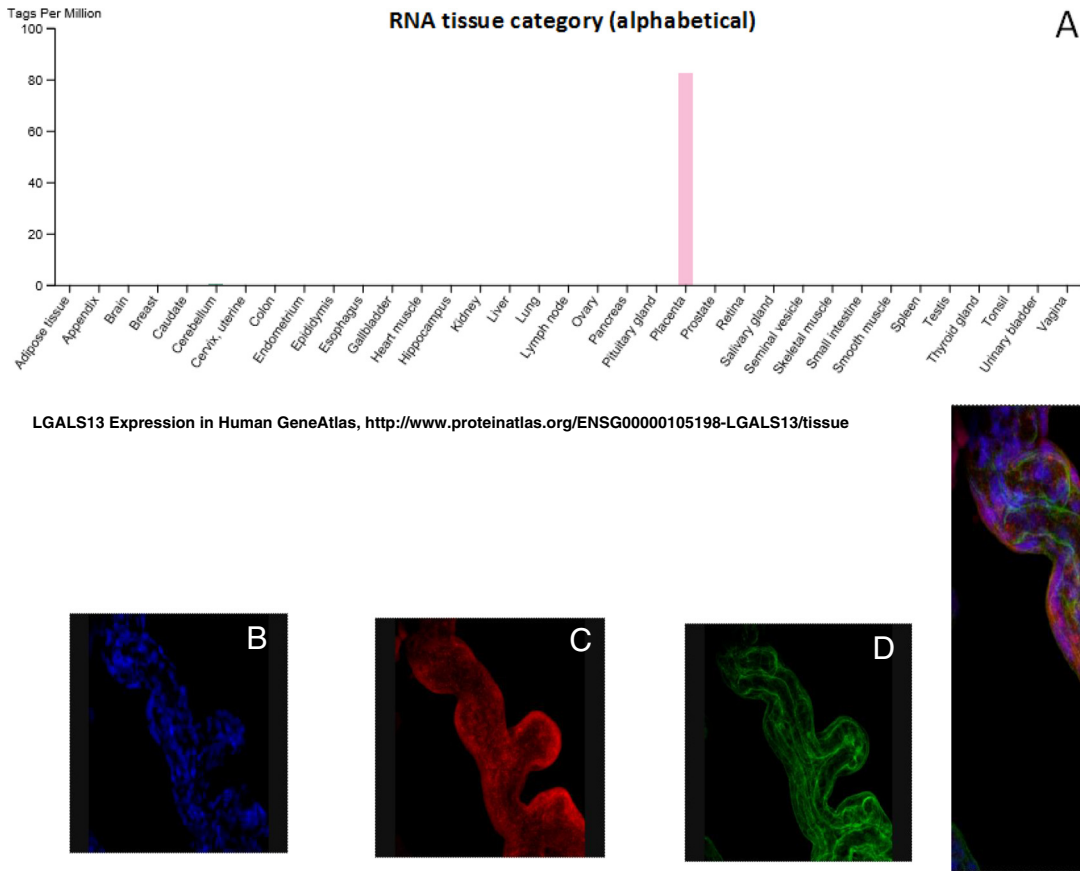 Tags Per Million
RNA tissue category (alphabetical)
A
100
80
60
40
20
0
Adipose tissue
Appendix
Brain
Breast
Caudate
Cerebellum
Cervix, uterine
Colon
Endometrium
Epididymis
Esophagus
Gallbladder
Heart muscle
Hippocampus
Kidney
Liver
Lung
Lymph node
Ovary
Pancreas
Pituitary gland
Placenta
Prostate
Retina
Salivary gland
Seminal vesicle
Skeletal muscle
Small intestine
Smooth muscle
Spleen
Testis
Thyroid gland
Tonsil
Urinary bladder
Vagina
LGALS13 Expression in Human GeneAtlas, http://www.proteinatlas.org/ENSG00000105198-LGALS13/tissue
B
C
D